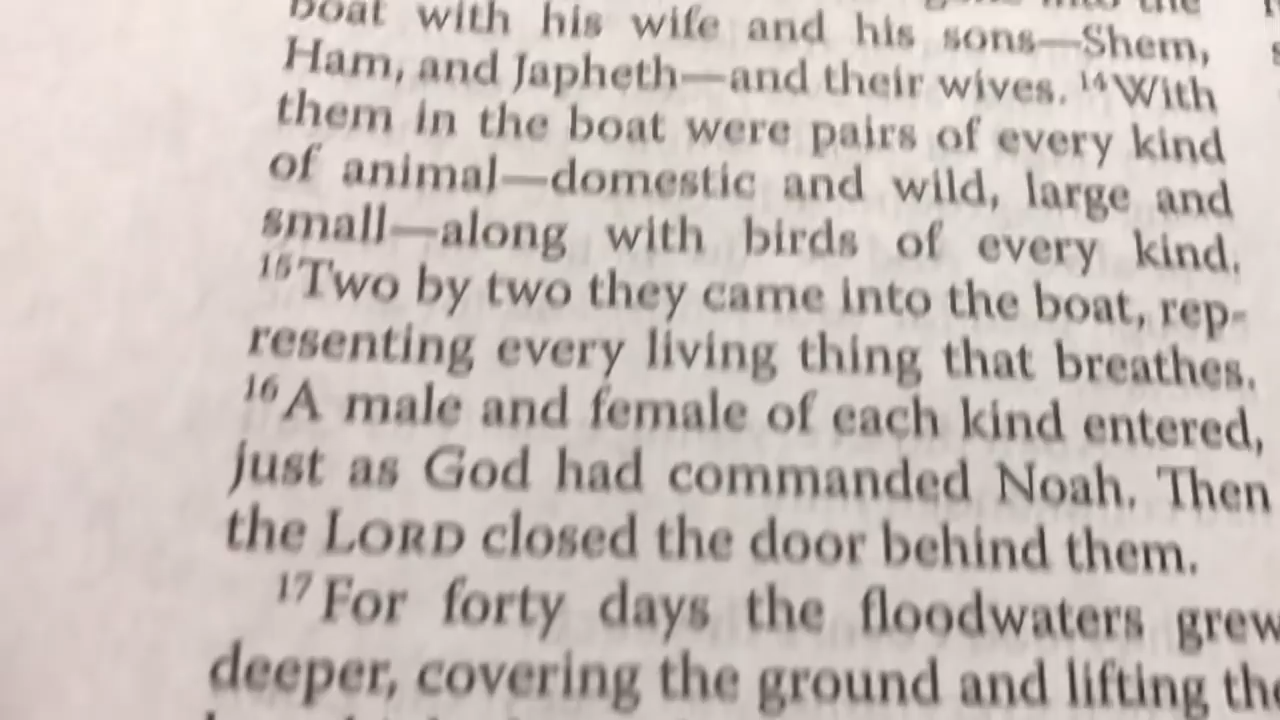 boat with his wife and his sons—Shem,
Ham, and Japheth—and their wives. ¹⁴With
them in the boat were pairs of every kind
of animal—domestic and wild, large and
small—along with birds of every kind.
¹⁵Two by two they came into the boat, rep-
resenting every living thing that breathes.
¹⁶A male and female of each kind entered,
just as God had commanded Noah. Then
the LORD closed the door behind them.
¹⁷For forty days the floodwaters grew
deeper, covering the ground and lifting the